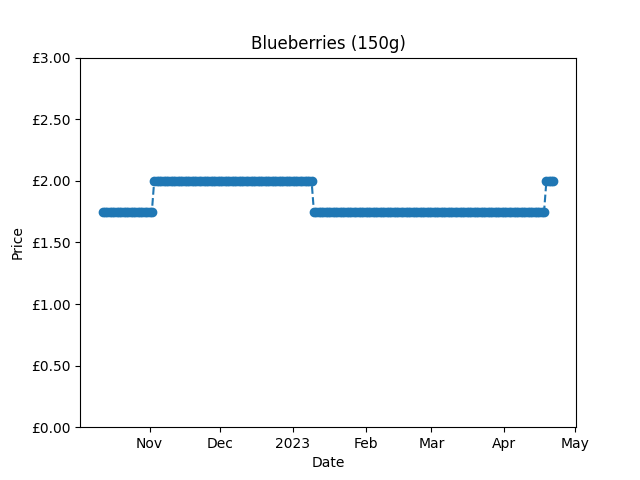 Blueberries (150g)
£3.00
£2.50
£2.00
£1.50
£1.00
£0.50
£0.00
Price
Nov Dec 2023 Feb Mar Apr May
Date